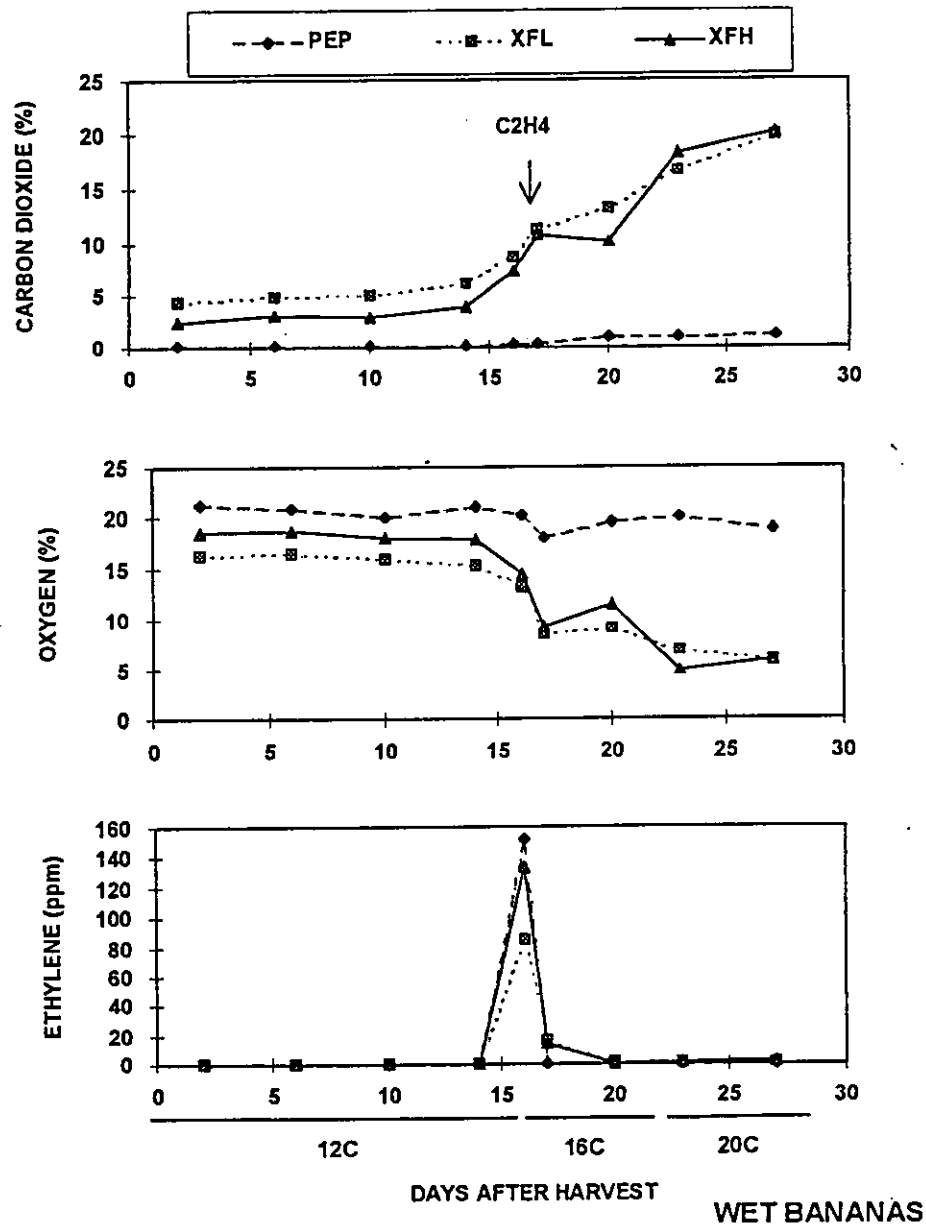 PEP XFL XFH
CARBON DIOXIDE (%)
25
20
15
10
5
0
C2H4
0 5 10 15 20 25 30
OXYGEN (%)
25
20
15
10
5
0
0 5 10 15 20 25 30
ETHYLENE (ppm)
160
140
120
100
80
60
40
20
0
0 5 10 15 20 25 30
12C 16C 20C
DAYS AFTER HARVEST
WET BANANAS